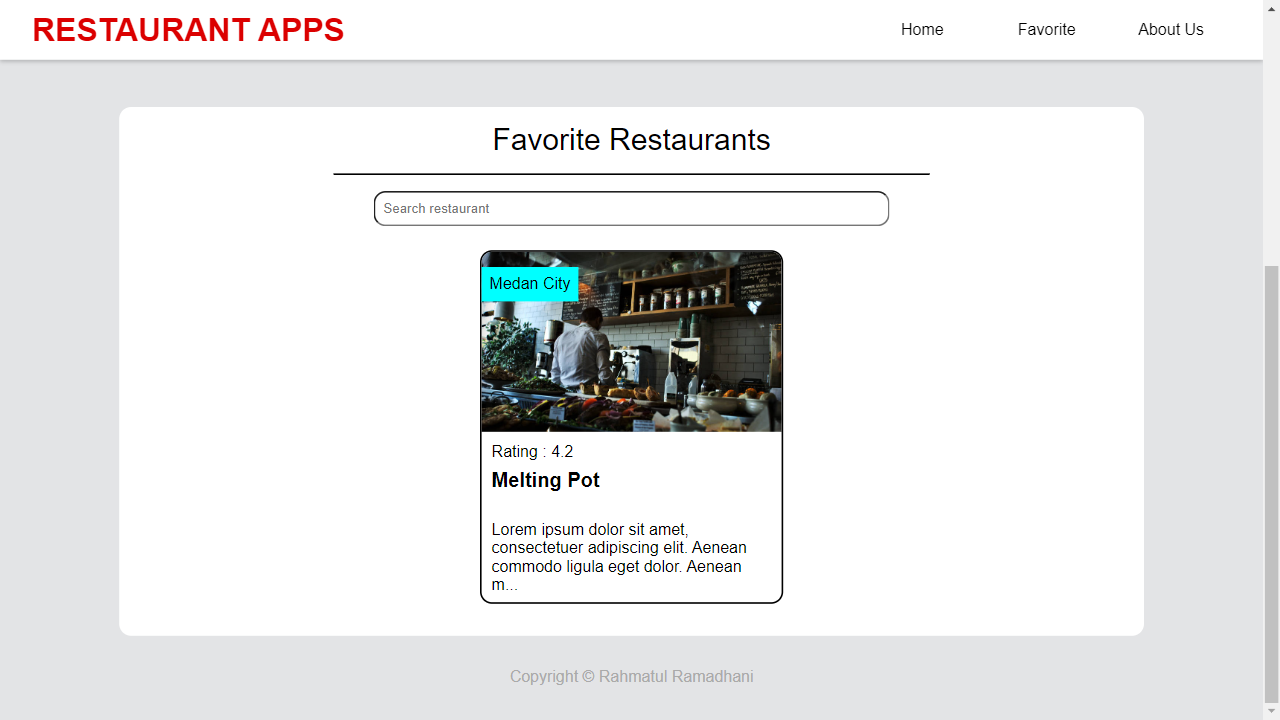 RESTAURANT APPS
Home
Favorite
About Us
Favorite Restaurants
Search restaurant
Medan City
Rating : 4.2
Melting Pot
Lorem ipsum dolor sit amet,
consectetuer adipiscing elit. Aenean
commodo ligula eget dolor. Aenean
m...
Copyright © Rahmatul Ramadhani